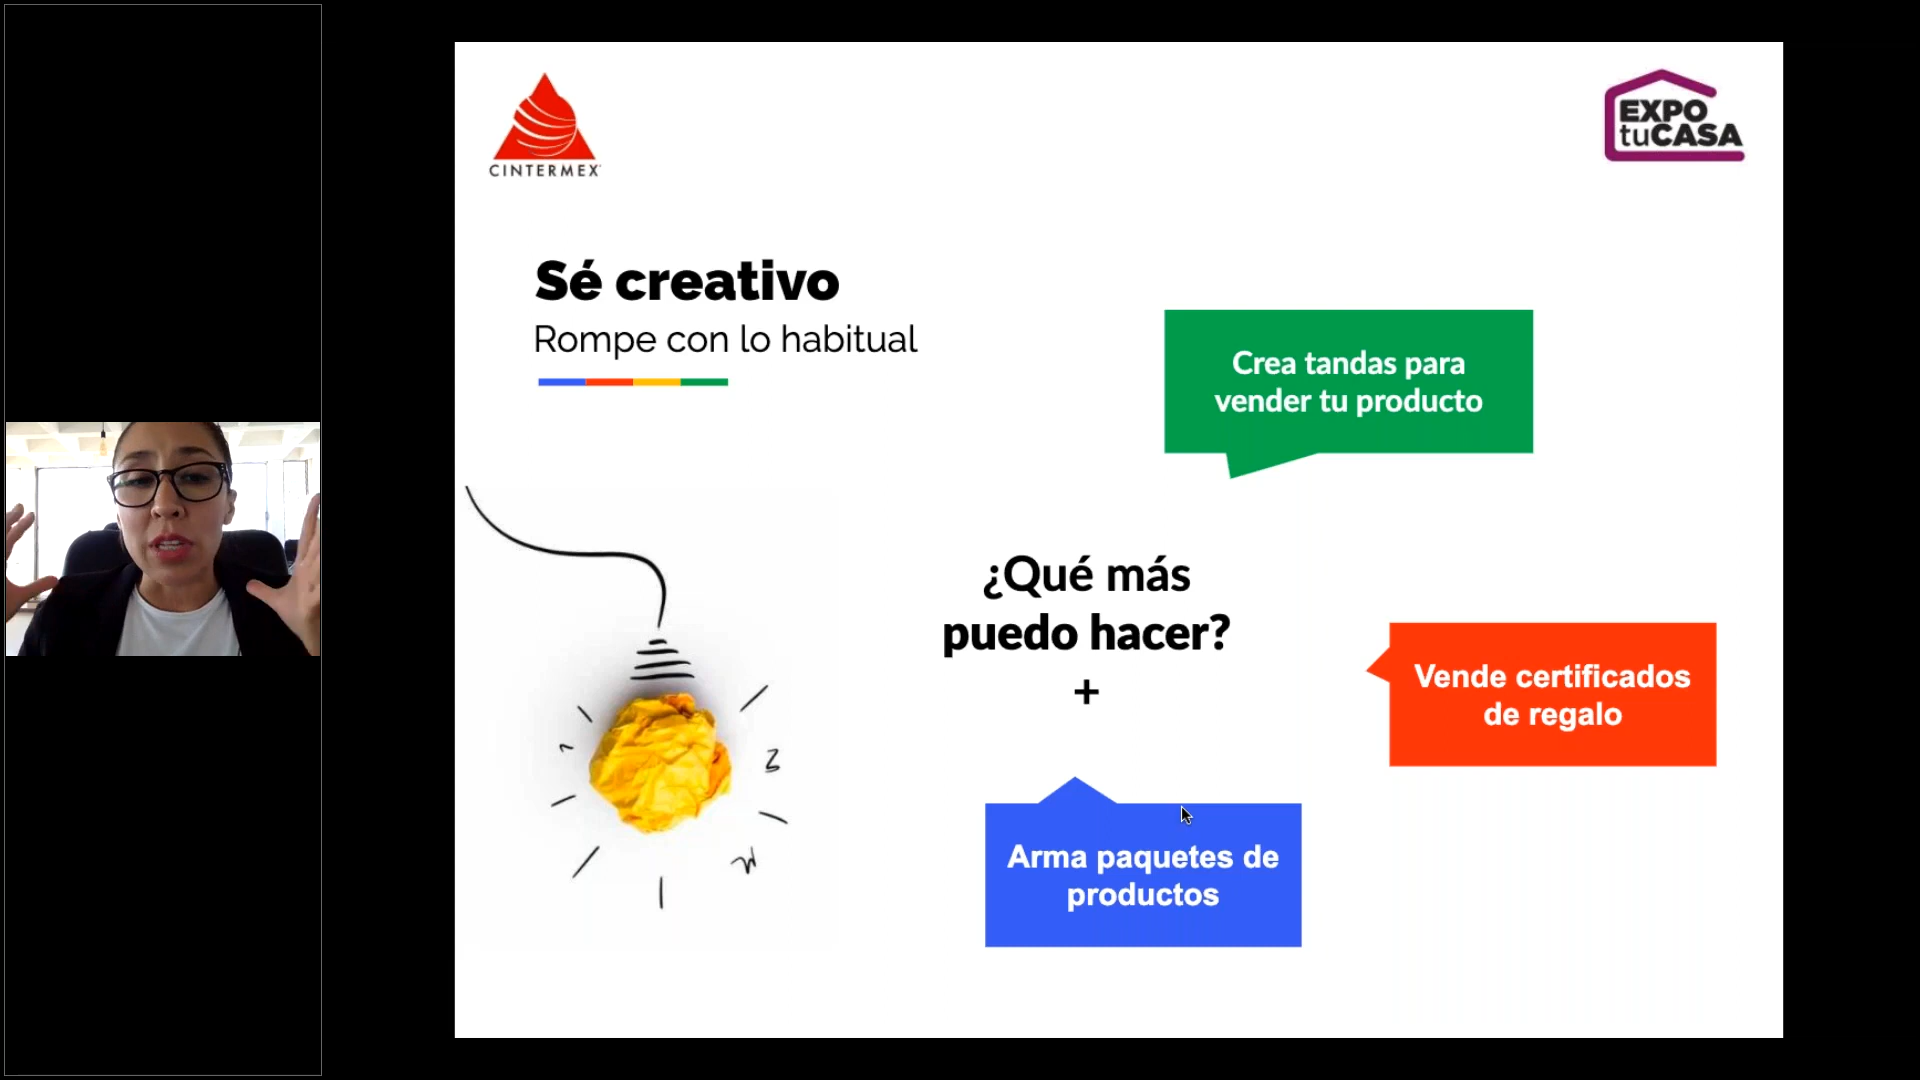 CINTERMEX
EXPO
tuCASA
Sé creativo
Rompe con lo habitual
Crea tandas para
vender tu producto
¿Qué más
puedo hacer?
+
Vende certificados
de regalo
Arma paquetes de
productos